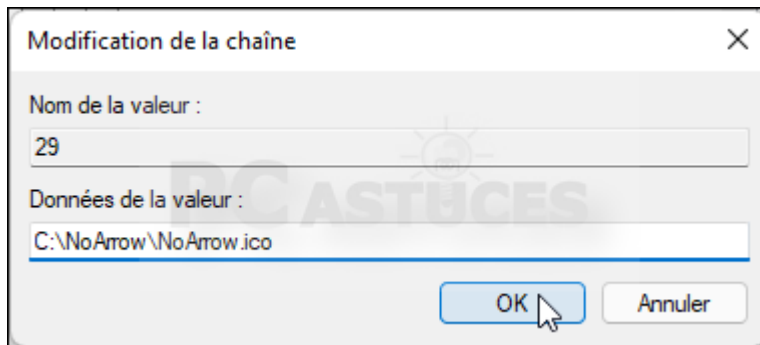 Modification de la chaîne
Nom de la valeur :
29
PC ASTUCES
Données de la valeur :
C:\NoArrow\NoArrow.ico
OK
Annuler